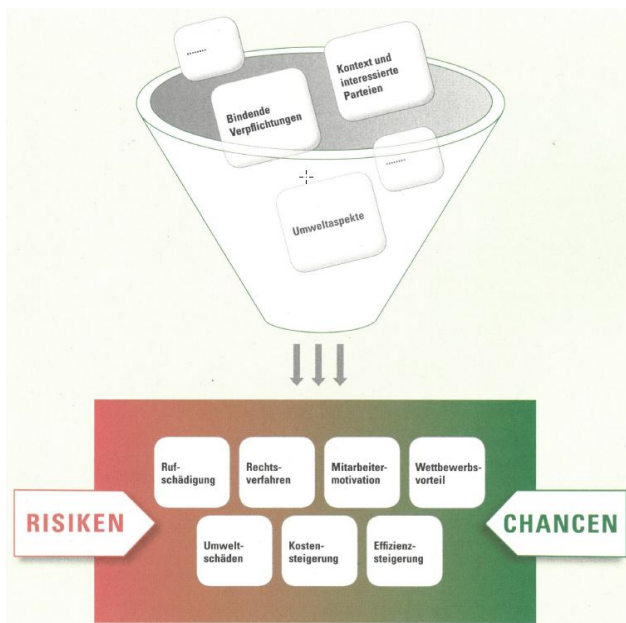 ........
Kontext und
interessierte
Parteien
Bindende
Verpflichtungen
........
Umweltaspekte
Ruf-
schädigung
Rechts-
verfahren
Mitarbeiter-
motivation
Wettbewerbs-
vorteil
RISIKEN
CHANCEN
Umwelt-
schäden
Kosten-
steigerung
Effizienz-
steigerung